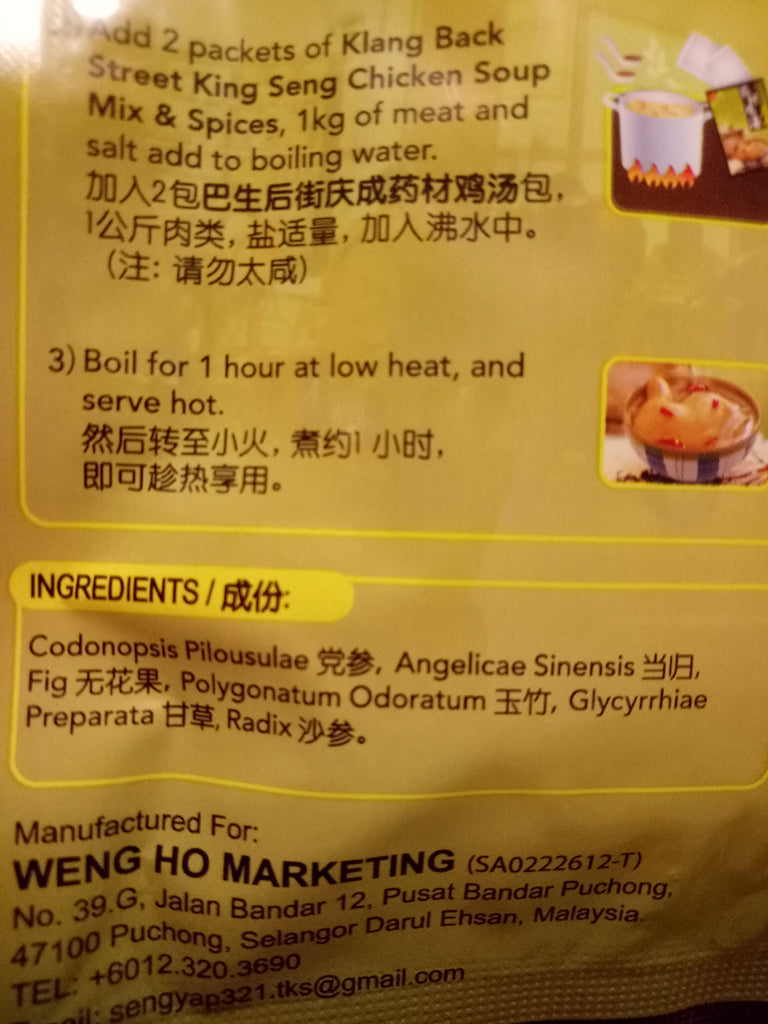 Add 2 packets of Klang Back
Street King Seng Chicken Soup
Mix & Spices, 1kg of meat and
salt add to boiling water.
加入2包巴生后街庆成药材鸡汤包,
1公斤肉类, 盐适量, 加入沸水中。
(注: 请勿太咸)
3) Boil for 1 hour at low heat, and
serve hot.
然后转至小火, 煮约1小时,
即可趁热享用。
INGREDIENTS / 成份:
Codonopsis Pilousulae 党参, Angelicae Sinensis 当归,
Fig 无花果, Polygonatum Odoratum 玉竹, Glycyrrhiae
Preparata 甘草, Radix 沙参。
Manufactured For:
WENG HO MARKETING (SA0222612-T)
No. 39.G, Jalan Bandar 12, Pusat Bandar Puchong,
47100 Puchong, Selangor Darul Ehsan, Malaysia.
TEL: +6012.320.3690
sengyap321.tks@gmail.com